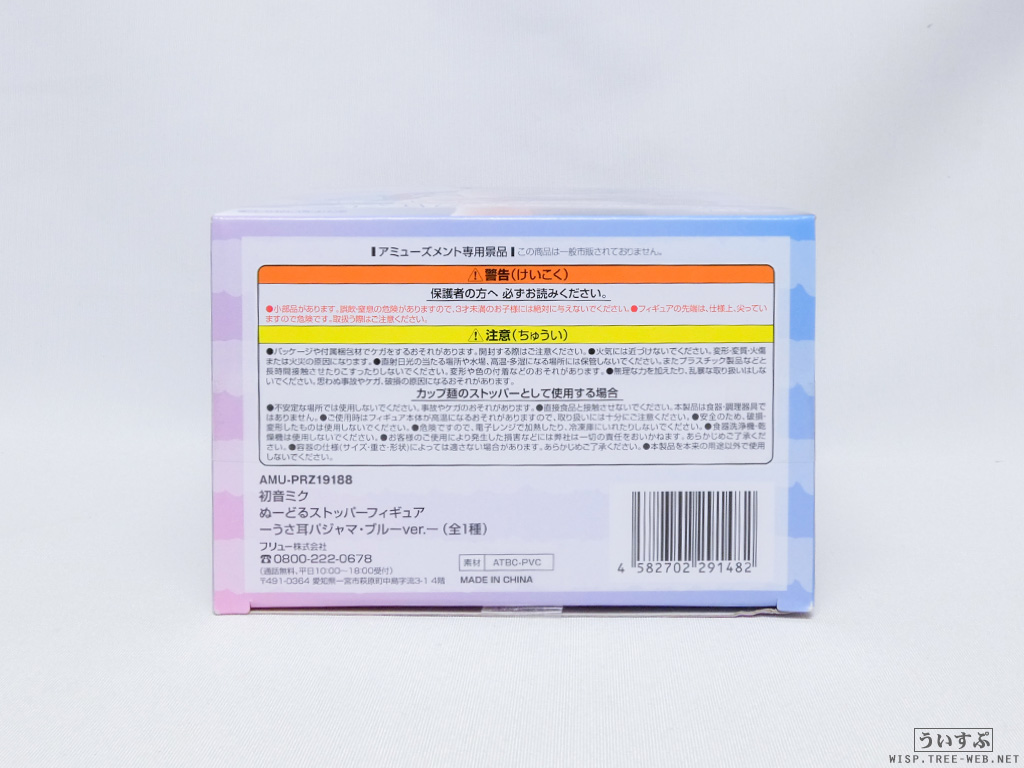 アミューズメント専用景品 この商品は一般市販されておりません。
⚠警告(けいこく)
保護者の方へ 必ずお読みください。
●小部品があります。誤飲・窒息の危険がありますので、3才未満のお子様には絶対に与えないでください。●フィギュアの先端は、仕様上、尖ってい
ますので危険です。取扱う際はご注意ください。
⚠注意(ちゅうい)
●パッケージや付属梱包材でケガをするおそれがあります。開封する際はご注意ください。●火気には近づけないでください。変形・変質・火傷
または火災の原因になります。●直射日光の当たる場所や水場、高温・多湿になる場所には保管しないでください。またプラスチック製品などと
長時間接触させたりこすったりしないでください。変形や色の付着などのおそれがあります。●無理な力を加えたり、乱暴な取り扱いはしな
いでください。思わぬ事故やケガ、破損の原因になるおそれがあります。
カップ麺のストッパーとして使用する場合
●不安定な場所では使用しないでください。事故やケガのおそれがあります。●直接食品と接触させないでください。本製品は食器・調理器具で
はありません。●ご使用時はフィギュア本体が高温になるおそれがありますので、取り扱いには十分にご注意ください。●安全のため、破損・
変形したものは使用しないでください。●危険ですので、電子レンジで加熱したり、冷凍庫にいれたりしないでください。●食器洗浄機・乾
燥機は使用しないでください。●お客様のご使用により発生した損害などには弊社は一切の責任をおいかねます。あらかじめご了承くだ
さい。●容器の仕様(サイズ・重さ・形状)によっては適さない場合があります。あらかじめご了承ください。●本製品を本来の用途以外で使用
しないでください。
AMU-PRZ19188
初音ミク
ぬーどるストッパーフィギュア
ーうさ耳パジャマ・ブルーver.ー(全1種)
フリュー株式会社
☎0800-222-0678
(通話無料、平日10:00〜18:00受付)
〒491-0364 愛知県一宮市萩原町中島字流3-1 4階
素材 ATBC-PVC
MADE IN CHINA
4 582702 291482
ういすぷ
WISP.TREE-WEB.NET